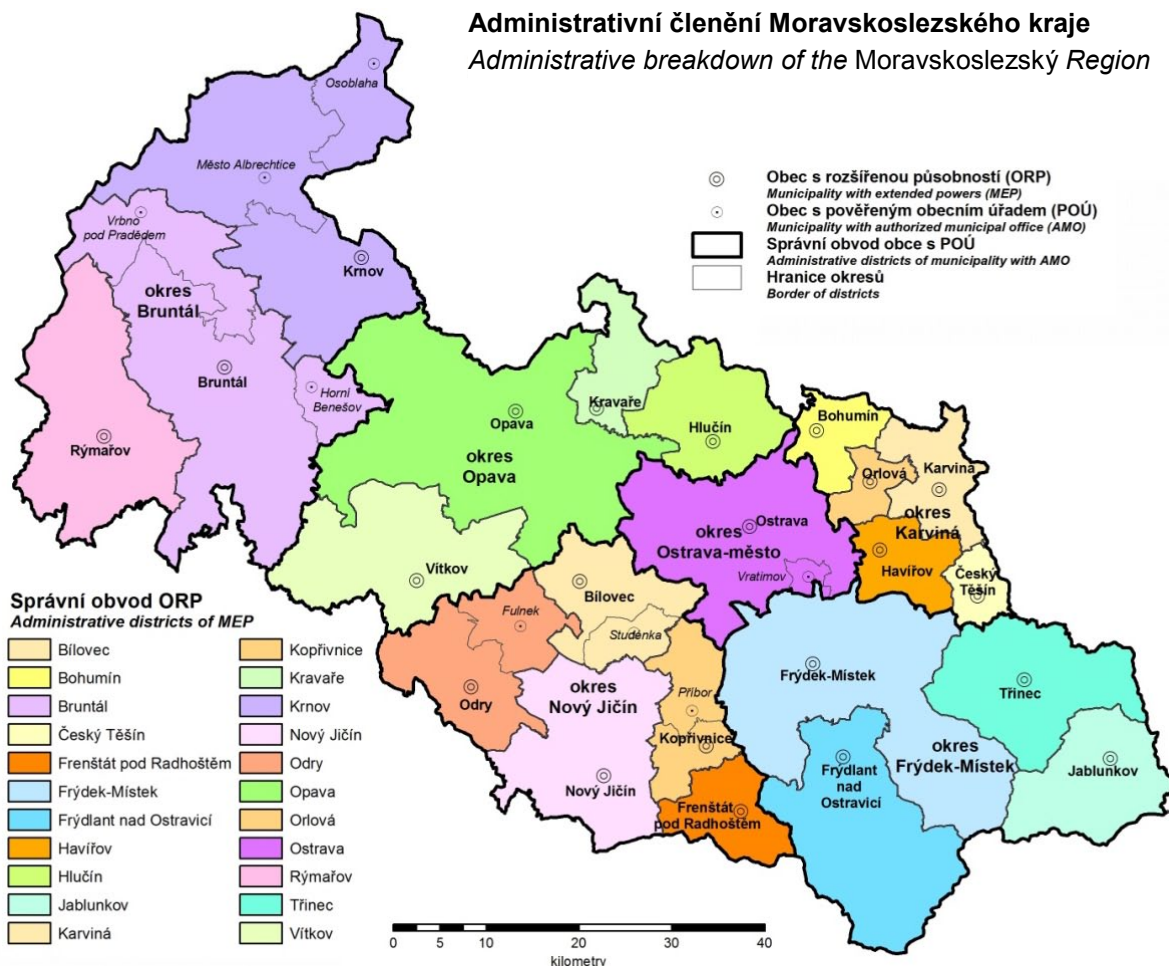 Administrativní členění Moravskoslezského kraje
Administrative breakdown of the Moravskoslezský Region
Obec s rozšířenou působností (ORP)
Municipality with extended powers (MEP)
Obec s pověřeným obecním úřadem (POÚ)
Municipality with authorized municipal office (AMO)
Správní obvod obce s POÚ
Administrative districts of municipality with AMO
Hranice okresů
Border of districts
Osoblaha
Město Albrechtice
Vrbno
pod Pradědem
Krnov
okres
Bruntál
Bruntál
Horní
Benešov
Rýmařov
Kravaře
Opava
Hlučín
Bohumín
okres
Opava
Orlová
Karviná
okres
Karviná
okres
Ostrava-město
Ostrava
Vratimov
Havířov
Český
Těšín
Vítkov
Bílovec
Fulnek
Studénka
Odry
okres
Nový Jičín
Příbor
Kopřivnice
Nový Jičín
Frenštát
pod Radhoštěm
Frýdek-Místek
Třinec
okres
Frýdek-Místek
Frýdlant
nad
Ostravicí
Jablunkov
Správní obvod ORP
Administrative districts of MEP
Bílovec
Bohumín
Bruntál
Český Těšín
Frenštát pod Radhoštěm
Frýdek-Místek
Frýdlant nad Ostravicí
Havířov
Hlučín
Jablunkov
Karviná
Kopřivnice
Kravaře
Krnov
Nový Jičín
Odry
Opava
Orlová
Ostrava
Rýmařov
Třinec
Vítkov
0 5 10 20 30 40
kilometry